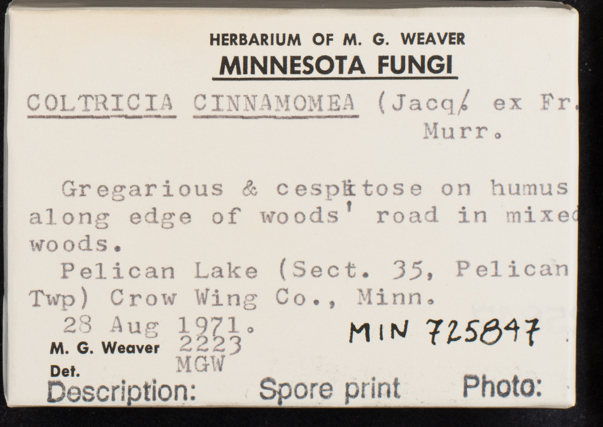 HERBARIUM OF M. G. WEAVER
MINNESOTA FUNGI
COLTRICIA CINNAMOMEA (Jacq. ex Fr.
Murr.
Gregarious & cespitose on humus
along edge of woods' road in mixed
woods.
Pelican Lake (Sect. 35, Pelican
Twp) Crow Wing Co., Minn.
28 Aug 1971.
MIN 725847
M. G. Weaver 2223
Det. MGW
Description: Spore print Photo: